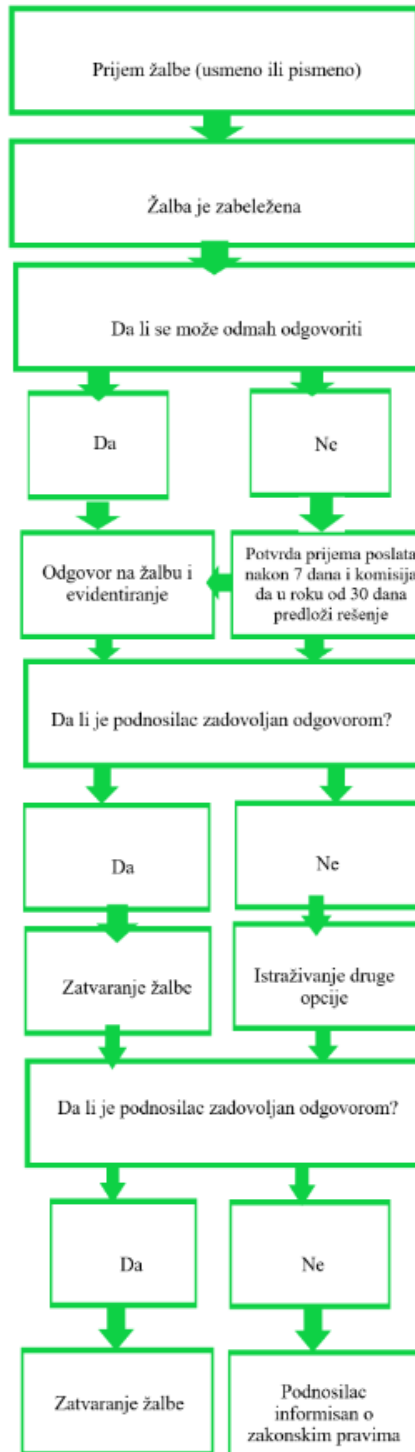 Prijem žalbe (usmeno ili pismeno)
Žalba je zabeležena
Da li se može odmah odgovoriti
Da
Ne
Odgovor na žalbu i
evidentiranje
Potvrda prijema poslata
nakon 7 dana i komisija
da u roku od 30 dana
predloži rešenje
Da li je podnosilac zadovoljan odgovorom?
Da
Ne
Zatvaranje žalbe
Istraživanje druge
opcije
Da li je podnosilac zadovoljan odgovorom?
Da
Ne
Zatvaranje žalbe
Podnosilac
informisan o
zakonskim pravima